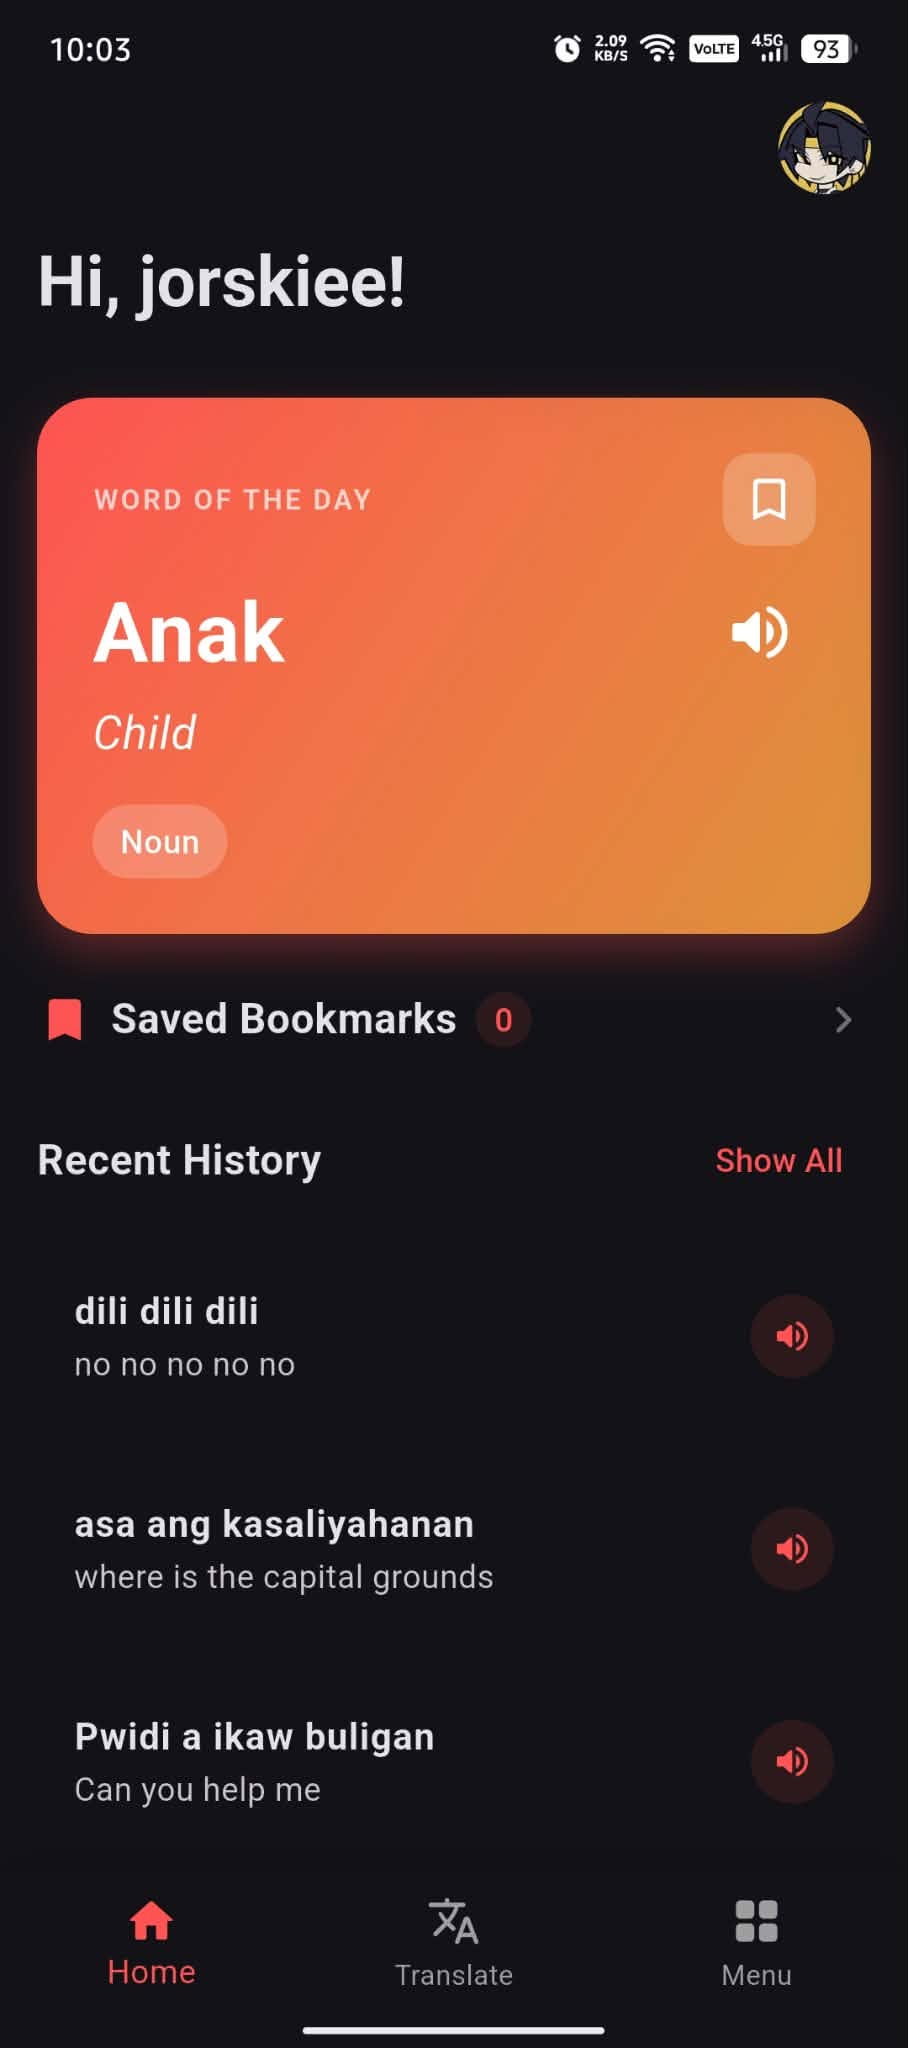 10:03
2.09
KB/S
VoLTE
4.5G
93
Hi, jorskiee!
WORD OF THE DAY
Anak
Child
Noun
Saved Bookmarks 0
Recent History
Show All
dili dili dili
no no no no no
asa ang kasaliyahanan
where is the capital grounds
Pwidi a ikaw buligan
Can you help me
Home
Translate
Menu